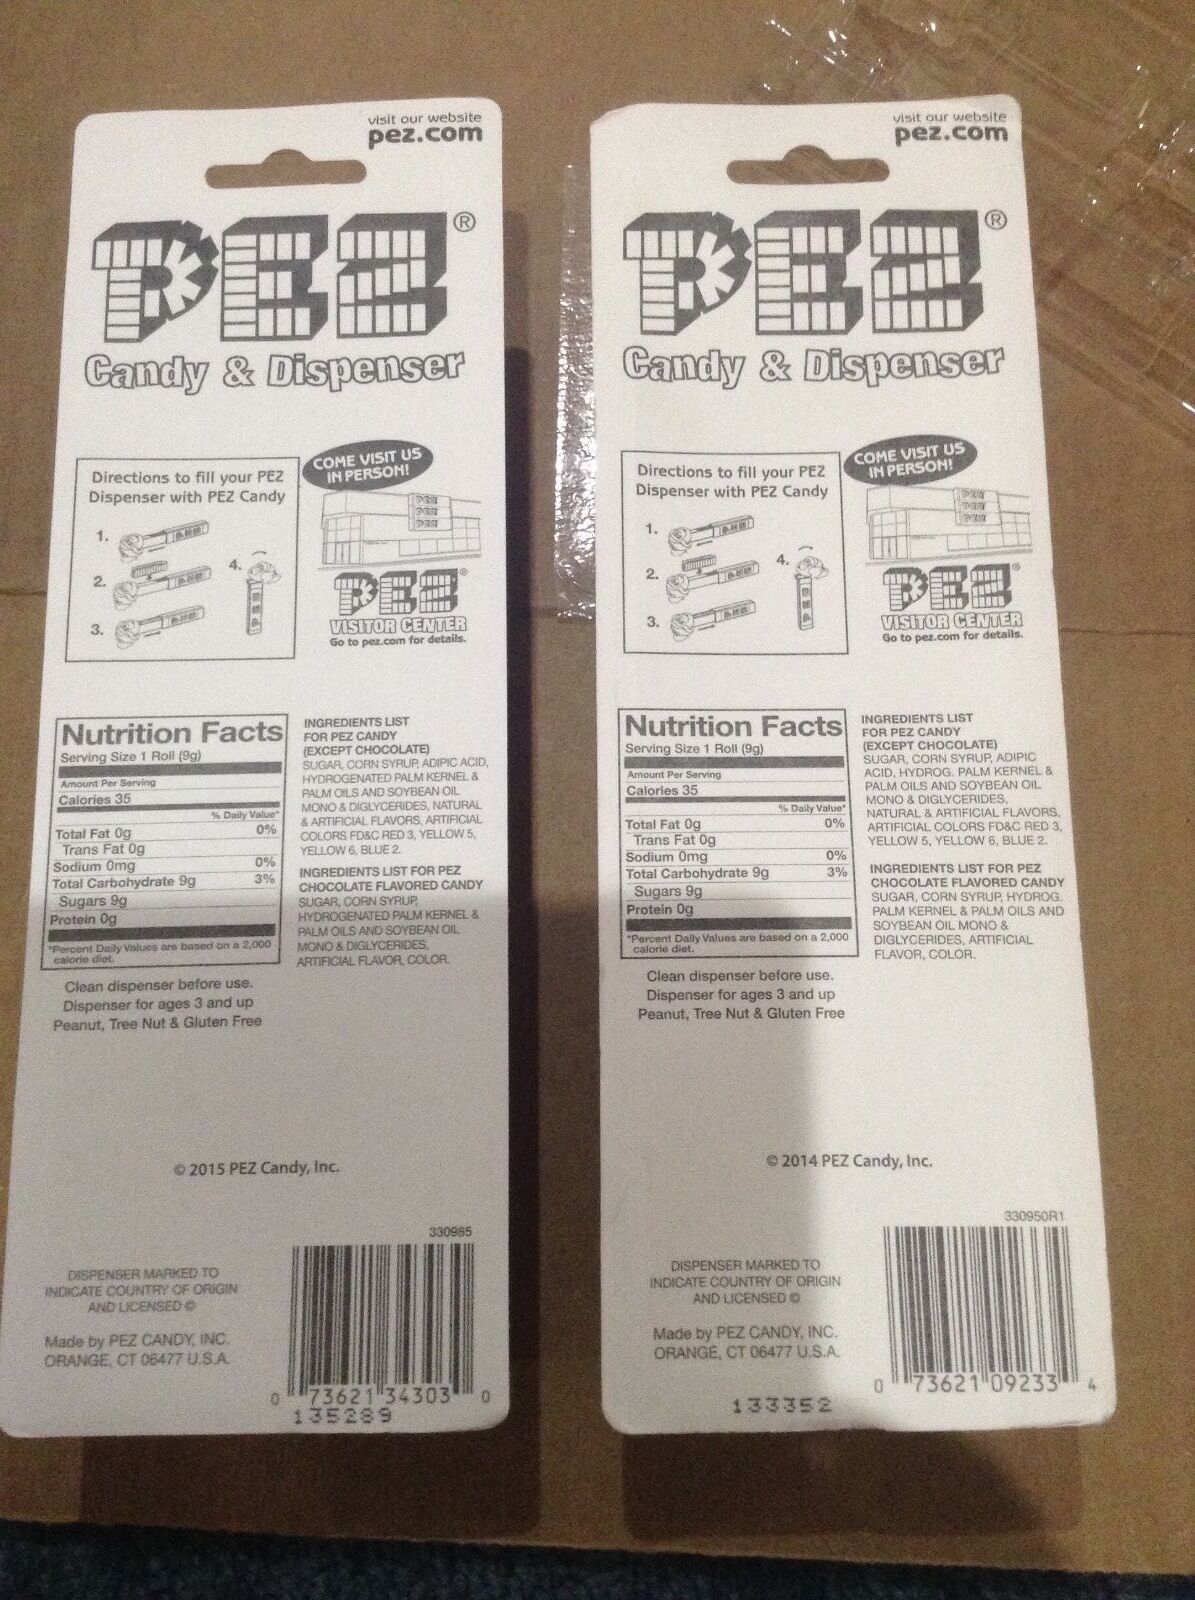 visit our website
pez.com
PEZ®
Candy & Dispenser
Directions to fill your PEZ
Dispenser with PEZ Candy
1.
2.
3.
4.
COME VISIT US
IN PERSON!
PEZ
PEZ
PEZ
PEZ®
VISITOR CENTER
Go to pez.com for details.
Nutrition Facts
Serving Size 1 Roll (9g)
Amount Per Serving
Calories 35
% Daily Value*
Total Fat 0g 0%
Trans Fat 0g
Sodium 0mg 0%
Total Carbohydrate 9g 3%
Sugars 9g
Protein 0g
*Percent Daily Values are based on a 2,000
calorie diet.
INGREDIENTS LIST
FOR PEZ CANDY
(EXCEPT CHOCOLATE)
SUGAR, CORN SYRUP, ADIPIC ACID,
HYDROGENATED PALM KERNEL &
PALM OILS AND SOYBEAN OIL
MONO & DIGLYCERIDES, NATURAL
& ARTIFICIAL FLAVORS, ARTIFICIAL
COLORS FD&C RED 3, YELLOW 5,
YELLOW 6, BLUE 2.
INGREDIENTS LIST FOR PEZ
CHOCOLATE FLAVORED CANDY
SUGAR, CORN SYRUP,
HYDROGENATED PALM KERNEL &
PALM OILS AND SOYBEAN OIL
MONO & DIGLYCERIDES,
ARTIFICIAL FLAVOR, COLOR.
Clean dispenser before use.
Dispenser for ages 3 and up
Peanut, Tree Nut & Gluten Free
© 2015 PEZ Candy, Inc.
330985
DISPENSER MARKED TO
INDICATE COUNTRY OF ORIGIN
AND LICENSED ©
Made by PEZ CANDY, INC.
ORANGE, CT 06477 U.S.A.
0 73621 34303 0
135289
visit our website
pez.com
PEZ®
Candy & Dispenser
Directions to fill your PEZ
Dispenser with PEZ Candy
1.
2.
3.
4.
COME VISIT US
IN PERSON!
PEZ
PEZ
PEZ
PEZ®
VISITOR CENTER
Go to pez.com for details.
Nutrition Facts
Serving Size 1 Roll (9g)
Amount Per Serving
Calories 35
% Daily Value*
Total Fat 0g 0%
Trans Fat 0g
Sodium 0mg 0%
Total Carbohydrate 9g 3%
Sugars 9g
Protein 0g
*Percent Daily Values are based on a 2,000
calorie diet.
INGREDIENTS LIST
FOR PEZ CANDY
(EXCEPT CHOCOLATE)
SUGAR, CORN SYRUP, ADIPIC
ACID, HYDROG. PALM KERNEL &
PALM OILS AND SOYBEAN OIL
MONO & DIGLYCERIDES,
NATURAL & ARTIFICIAL FLAVORS,
ARTIFICIAL COLORS FD&C RED 3,
YELLOW 5, YELLOW 6, BLUE 2.
INGREDIENTS LIST FOR PEZ
CHOCOLATE FLAVORED CANDY
SUGAR, CORN SYRUP, HYDROG.
PALM KERNEL & PALM OILS AND
SOYBEAN OIL MONO &
DIGLYCERIDES, ARTIFICIAL
FLAVOR, COLOR.
Clean dispenser before use.
Dispenser for ages 3 and up
Peanut, Tree Nut & Gluten Free
© 2014 PEZ Candy, Inc.
330950R1
DISPENSER MARKED TO
INDICATE COUNTRY OF ORIGIN
AND LICENSED ©
Made by PEZ CANDY, INC.
ORANGE, CT 06477 U.S.A.
0 73621 09233 4
133352